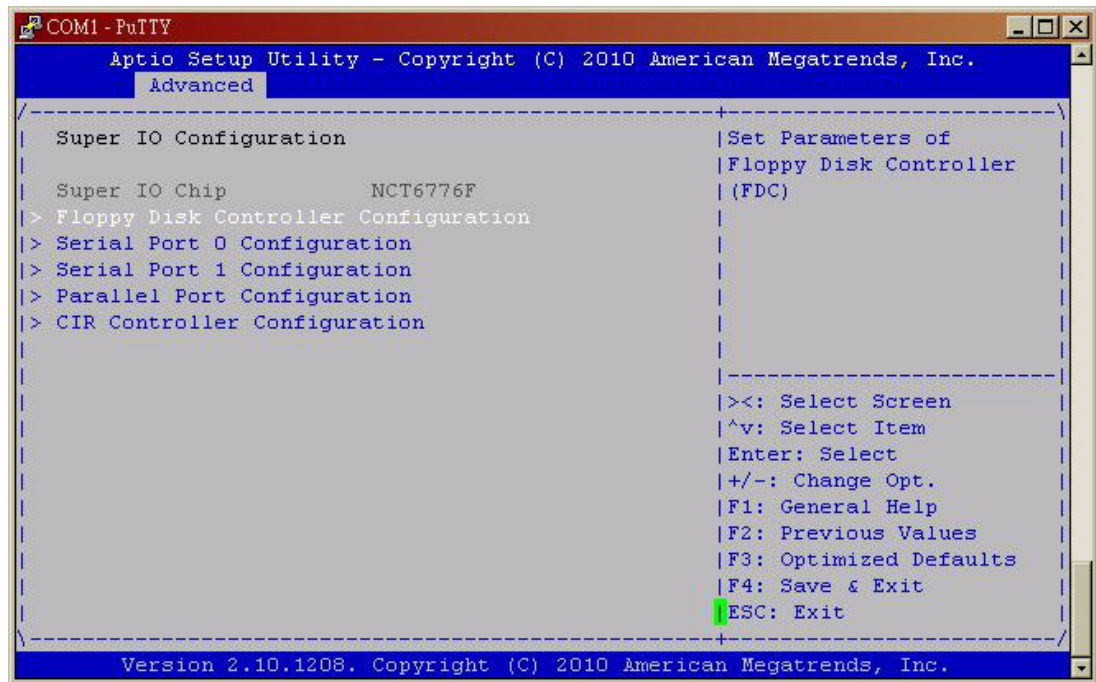 COM1 - PuTTY
Aptio Setup Utility - Copyright (C) 2010 American Megatrends, Inc.
Advanced
Super IO Configuration
Super IO Chip NCT6776F
> Floppy Disk Controller Configuration
> Serial Port 0 Configuration
> Serial Port 1 Configuration
> Parallel Port Configuration
> CIR Controller Configuration
Set Parameters of
Floppy Disk Controller
(FDC)
><: Select Screen
^v: Select Item
Enter: Select
+/-: Change Opt.
F1: General Help
F2: Previous Values
F3: Optimized Defaults
F4: Save & Exit
ESC: Exit
Version 2.10.1208. Copyright (C) 2010 American Megatrends, Inc.